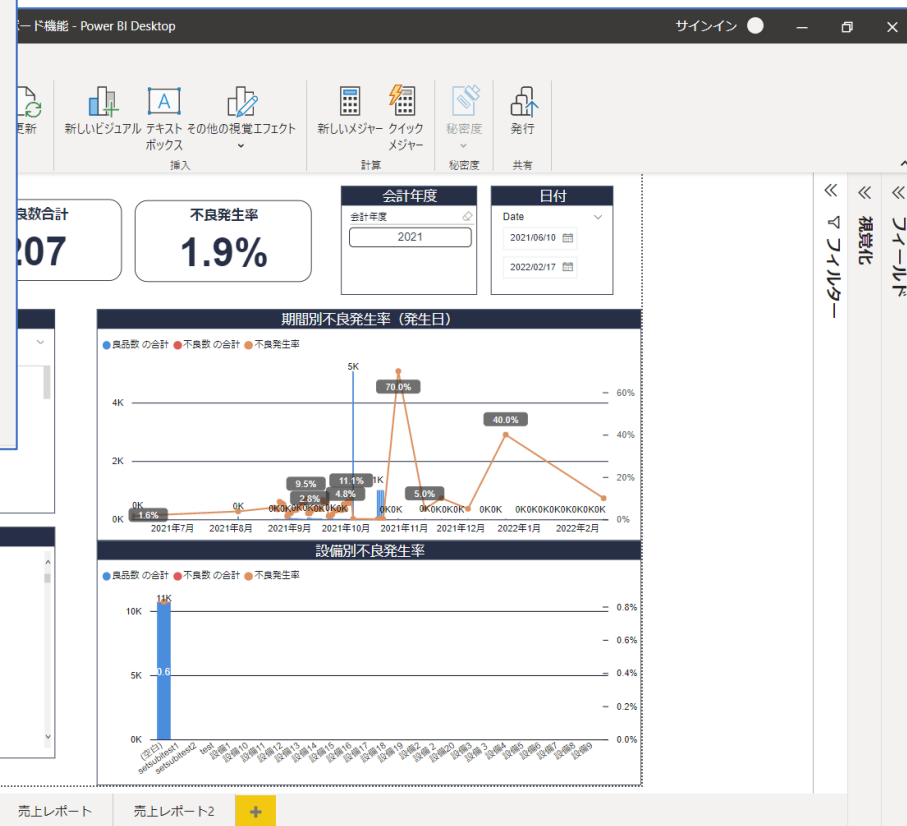 ボード機能 - Power BI Desktop
サインイン
更新
新しいビジュアル
テキスト
ボックス
その他の視覚エフェクト
新しいメジャー
クイック
メジャー
秘密度
発行
挿入
計算
秘密度
共有
良数合計
207
不良発生率
1.9%
会計年度
会計年度
2021
日付
Date
2021/06/10
2022/02/17
フィルター
視覚化
フィールド
期間別不良発生率（発生日）
良品数 の合計 不良数 の合計 不良発生率
5K
70.0%
60%
4K
40.0%
40%
2K
20%
9.5%
11.1%
1K
2.8%
4.8%
5.0%
0K
0K
1.6%
0K
0%
2021年7月 2021年8月 2021年9月 2021年10月 2021年11月 2021年12月 2022年1月 2022年2月
設備別不良発生率
良品数 の合計 不良数 の合計 不良発生率
11K
10K
0.8%
0.6%
5K
0.6
0.4%
0.2%
0K
0.0%
(空白) setsubitest1 setsubitest2 test 設備1 設備10 設備11 設備12 設備13 設備14 設備15 設備16 設備17 設備18 設備19 設備2 設備 2 設備20 設備3 設備 3 設備4 設備5 設備6 設備7 設備8 設備9
売上レポート
売上レポート2
+